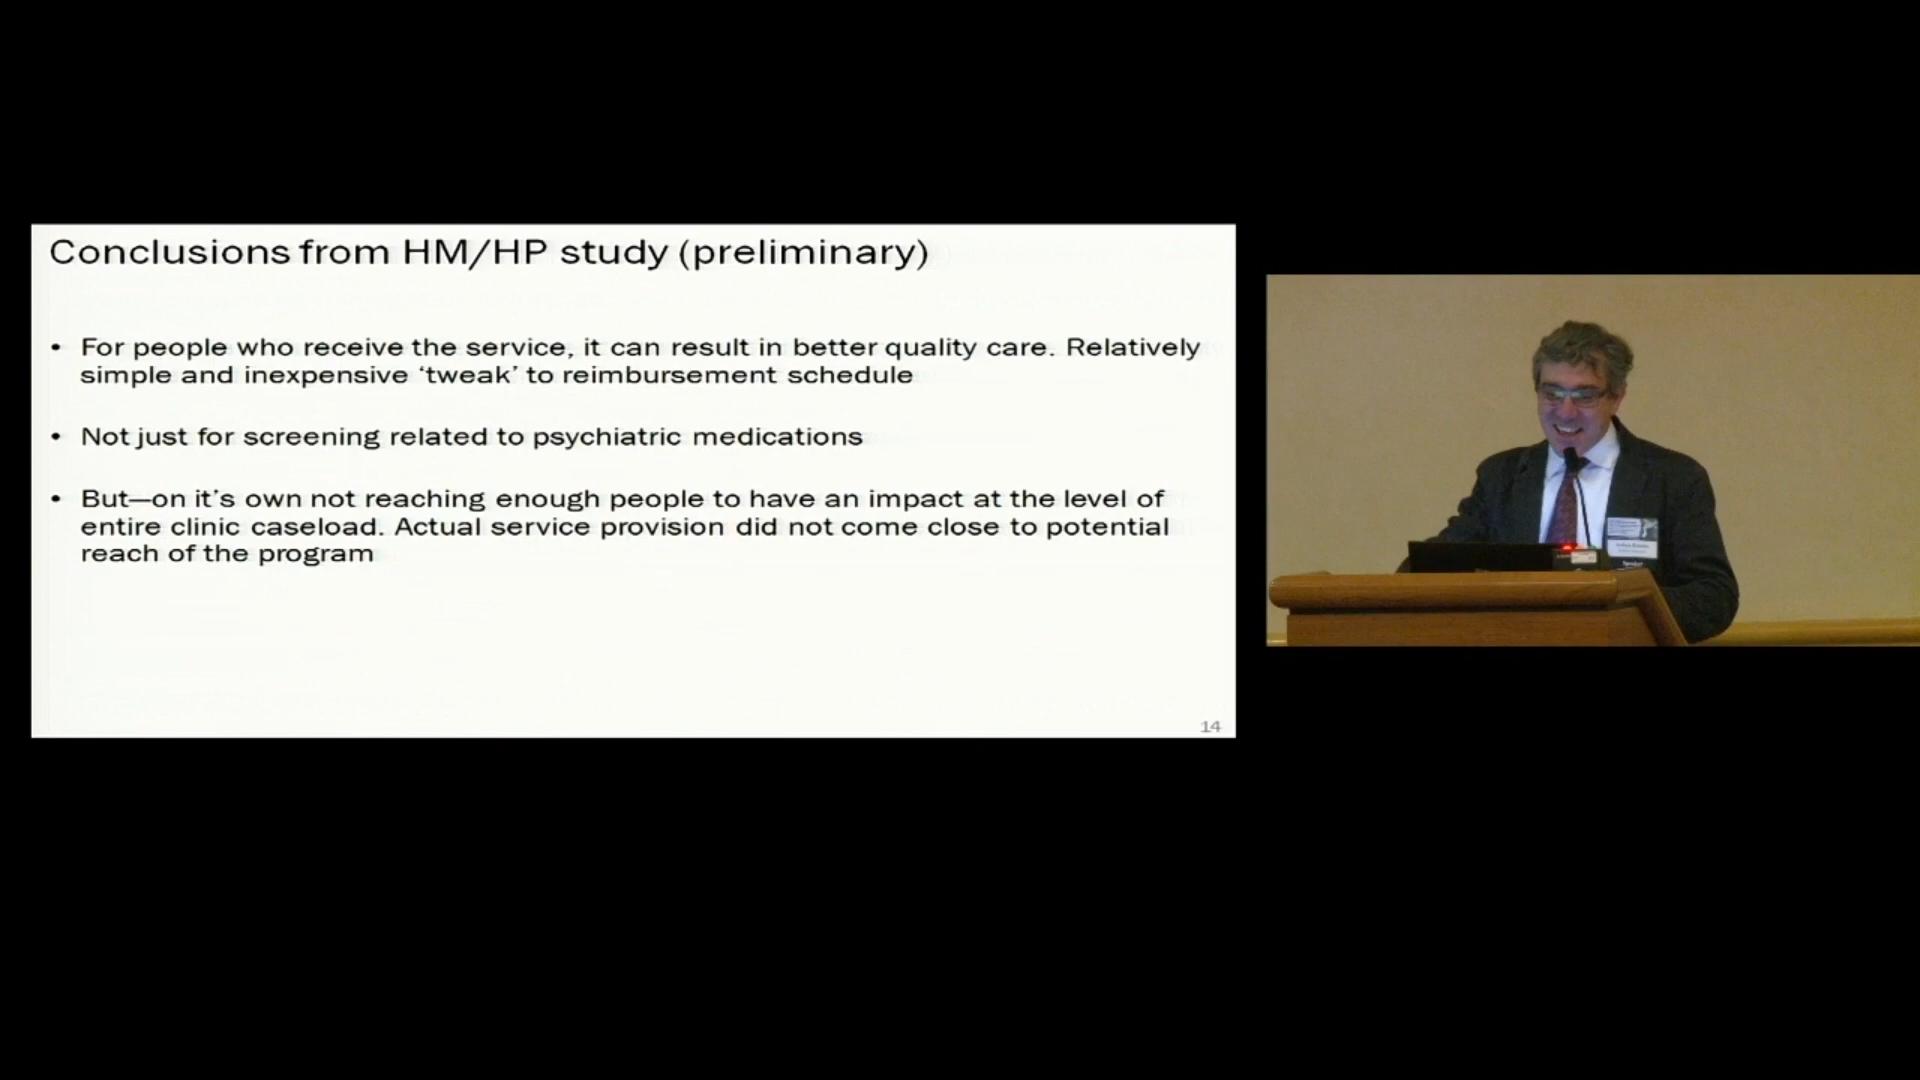 Conclusions from HM/HP study (preliminary)
• For people who receive the service, it can result in better quality care. Relatively
simple and inexpensive ‘tweak’ to reimbursement schedule
• Not just for screening related to psychiatric medications
• But—on it’s own not reaching enough people to have an impact at the level of
entire clinic caseload. Actual service provision did not come close to potential
reach of the program
14